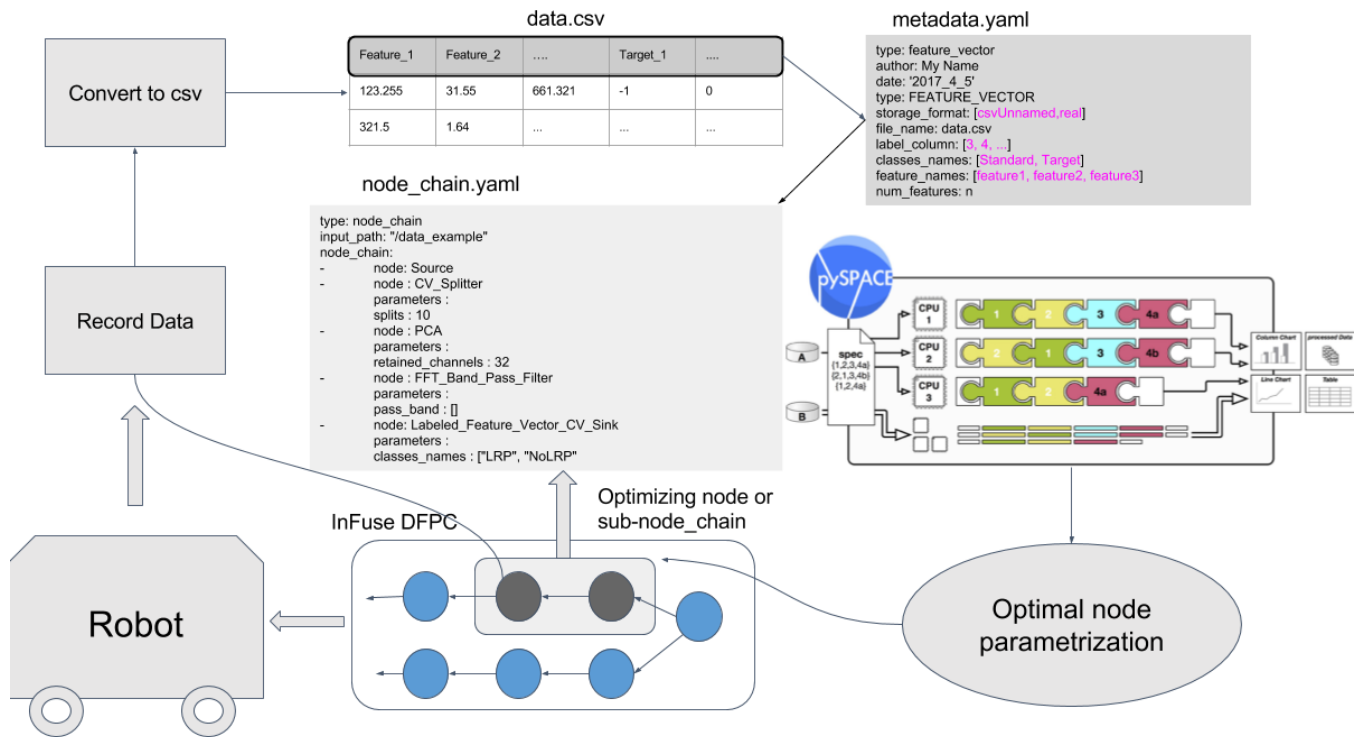 data.csv
metadata.yaml
Convert to csv
Feature_1 Feature_2 .... Target_1 ....
123.255 31.55 661.321 -1 0
321.5 1.64 ... ... ...
type: feature_vector
author: My Name
date: '2017_4_5'
type: FEATURE_VECTOR
storage_format: [csvUnnamed,real]
file_name: data.csv
label_column: [3, 4, ...]
classes_names: [Standard, Target]
feature_names: [feature1, feature2, feature3]
num_features: n
node_chain.yaml
type: node_chain
input_path: "/data_example"
node_chain:
- node: Source
- node : CV_Splitter
parameters :
splits : 10
- node : PCA
parameters :
retained_channels : 32
- node : FFT_Band_Pass_Filter
parameters :
pass_band : []
- node: Labeled_Feature_Vector_CV_Sink
parameters :
classes_names : ["LRP", "NoLRP"
Record Data
pySPACE
A
B
spec
{1,2,3,4a}
{2,1,3,4b}
{1,2,4a}
CPU
1
1 2 3 4a
CPU
2
2 1 3 4b
CPU
3
1 2 4a
Column Chart
processed Data
Line Chart
Table
Optimizing node or
sub-node_chain
InFuse DFPC
Robot
Optimal node
parametrization